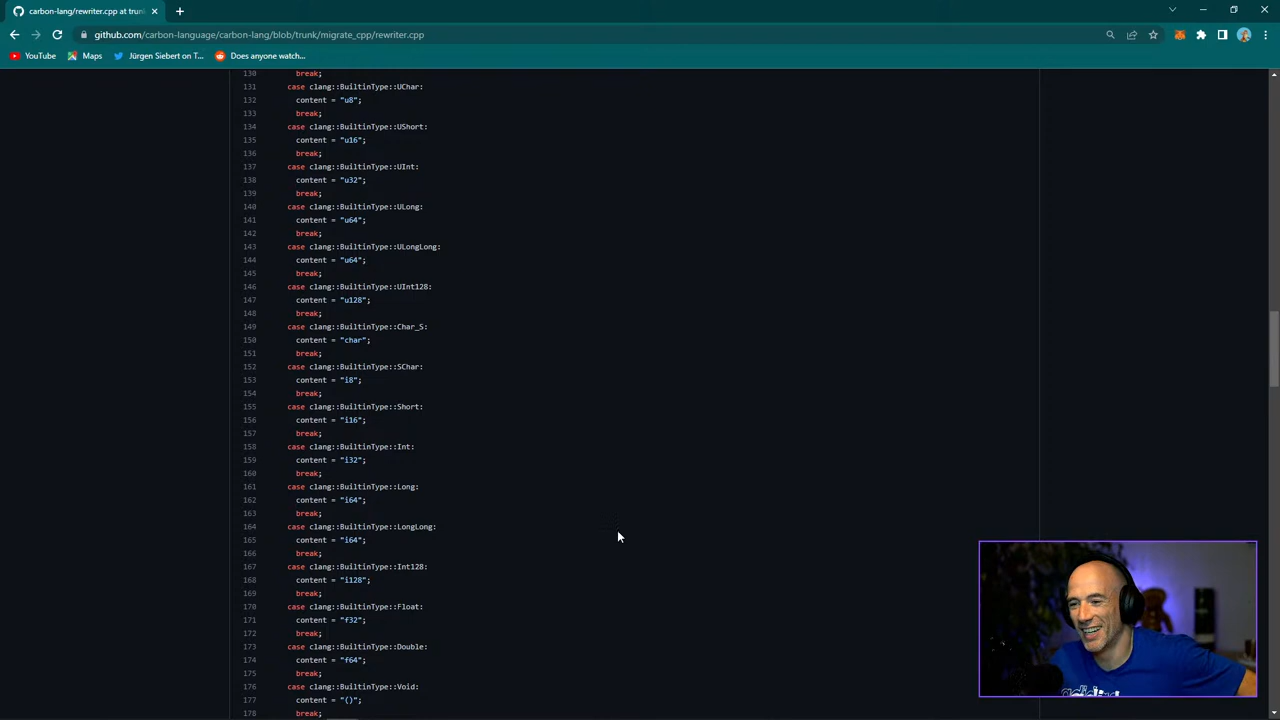 carbon-lang/rewriter.cpp at trunk
github.com/carbon-language/carbon-lang/blob/trunk/migrate_cpp/rewriter.cpp
YouTube
Maps
Jürgen Siebert on T...
Does anyone watch...
130 break;
131 case clang::BuiltinType::UChar:
132 content = "u8";
133 break;
134 case clang::BuiltinType::UShort:
135 content = "u16";
136 break;
137 case clang::BuiltinType::UInt:
138 content = "u32";
139 break;
140 case clang::BuiltinType::ULong:
141 content = "u64";
142 break;
143 case clang::BuiltinType::ULongLong:
144 content = "u64";
145 break;
146 case clang::BuiltinType::UInt128:
147 content = "u128";
148 break;
149 case clang::BuiltinType::Char_S:
150 content = "char";
151 break;
152 case clang::BuiltinType::SChar:
153 content = "i8";
154 break;
155 case clang::BuiltinType::Short:
156 content = "i16";
157 break;
158 case clang::BuiltinType::Int:
159 content = "i32";
160 break;
161 case clang::BuiltinType::Long:
162 content = "i64";
163 break;
164 case clang::BuiltinType::LongLong:
165 content = "i64";
166 break;
167 case clang::BuiltinType::Int128:
168 content = "i128";
169 break;
170 case clang::BuiltinType::Float:
171 content = "f32";
172 break;
173 case clang::BuiltinType::Double:
174 content = "f64";
175 break;
176 case clang::BuiltinType::Void:
177 content = "()";
178 break;
adidas